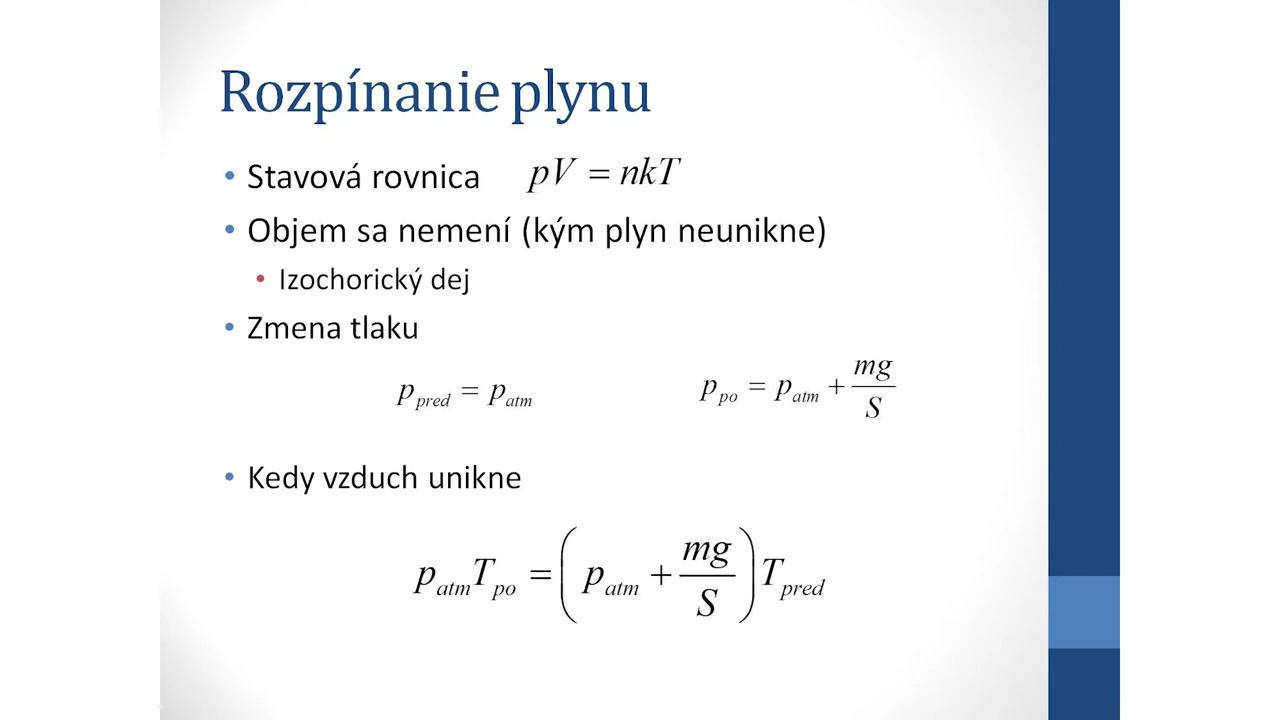 Rozpínanie plynu
• Stavová rovnica pV = nkT
• Objem sa nemení (kým plyn neunikne)
• Izochorický dej
• Zmena tlaku
p_pred = p_atm p_po = p_atm + mg/S
• Kedy vzduch unikne
p_atm T_po = (p_atm + mg/S) T_pred